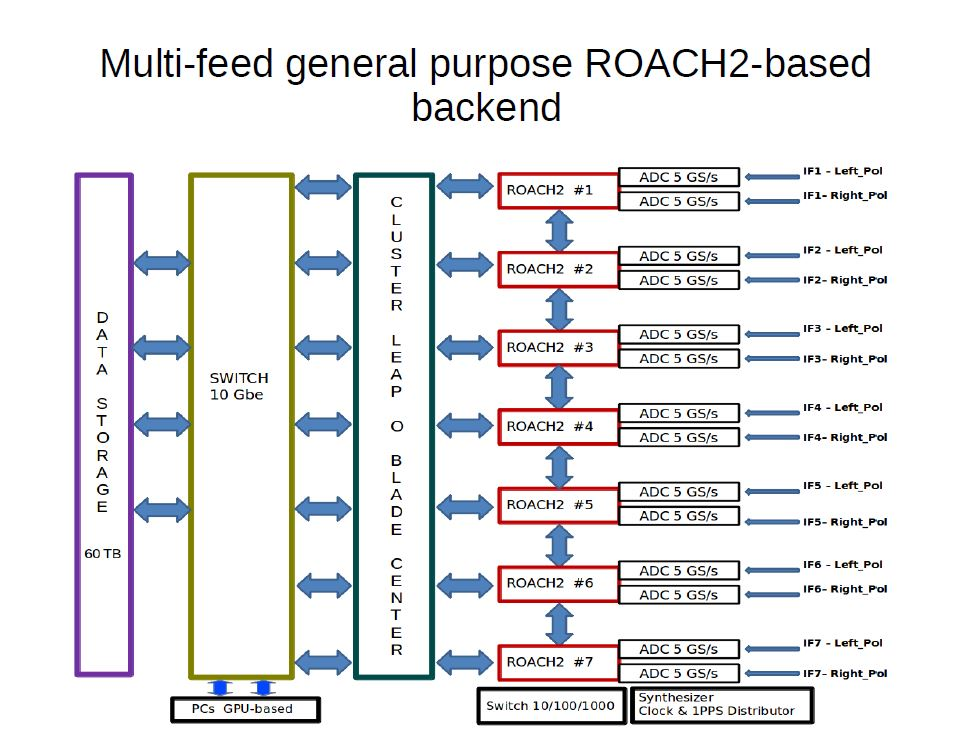 Multi-feed general purpose ROACH2-based
backend
DATA STORAGE
60 TB
SWITCH
10 Gbe
CLUSTER LEAP O BLADE CENTER
ROACH2 #1
ADC 5 GS/s
ADC 5 GS/s
IF1 – Left_Pol
IF1– Right_Pol
ROACH2 #2
ADC 5 GS/s
ADC 5 GS/s
IF2 – Left_Pol
IF2– Right_Pol
ROACH2 #3
ADC 5 GS/s
ADC 5 GS/s
IF3 – Left_Pol
IF3– Right_Pol
ROACH2 #4
ADC 5 GS/s
ADC 5 GS/s
IF4 – Left_Pol
IF4– Right_Pol
ROACH2 #5
ADC 5 GS/s
ADC 5 GS/s
IF5 – Left_Pol
IF5– Right_Pol
ROACH2 #6
ADC 5 GS/s
ADC 5 GS/s
IF6 – Left_Pol
IF6– Right_Pol
ROACH2 #7
ADC 5 GS/s
ADC 5 GS/s
IF7 – Left_Pol
IF7– Right_Pol
PCs GPU-based
Switch 10/100/1000
Synthesizer
Clock & 1PPS Distributor